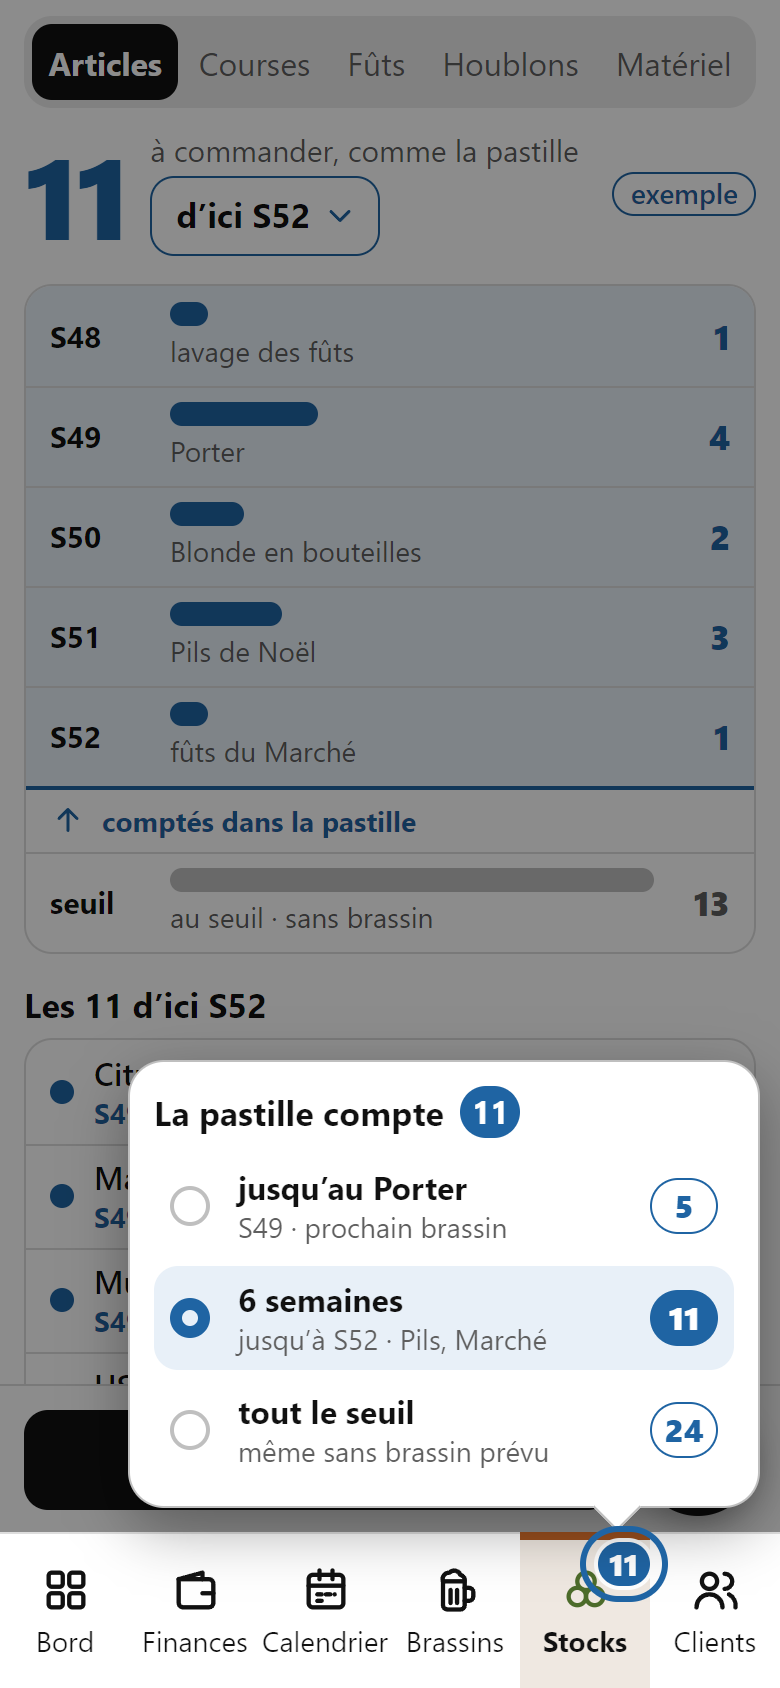 Articles Courses Fûts Houblons Matériel
11
à commander, comme la pastille
d’ici S52
exemple
S48
lavage des fûts
1
S49
Porter
4
S50
Blonde en bouteilles
2
S51
Pils de Noël
3
S52
fûts du Marché
1
comptés dans la pastille
seuil
au seuil · sans brassin
13
Les 11 d’ici S52
La pastille compte 11
jusqu’au Porter
S49 · prochain brassin
5
6 semaines
jusqu’à S52 · Pils, Marché
11
tout le seuil
même sans brassin prévu
24
11
Bord Finances Calendrier Brassins Stocks Clients